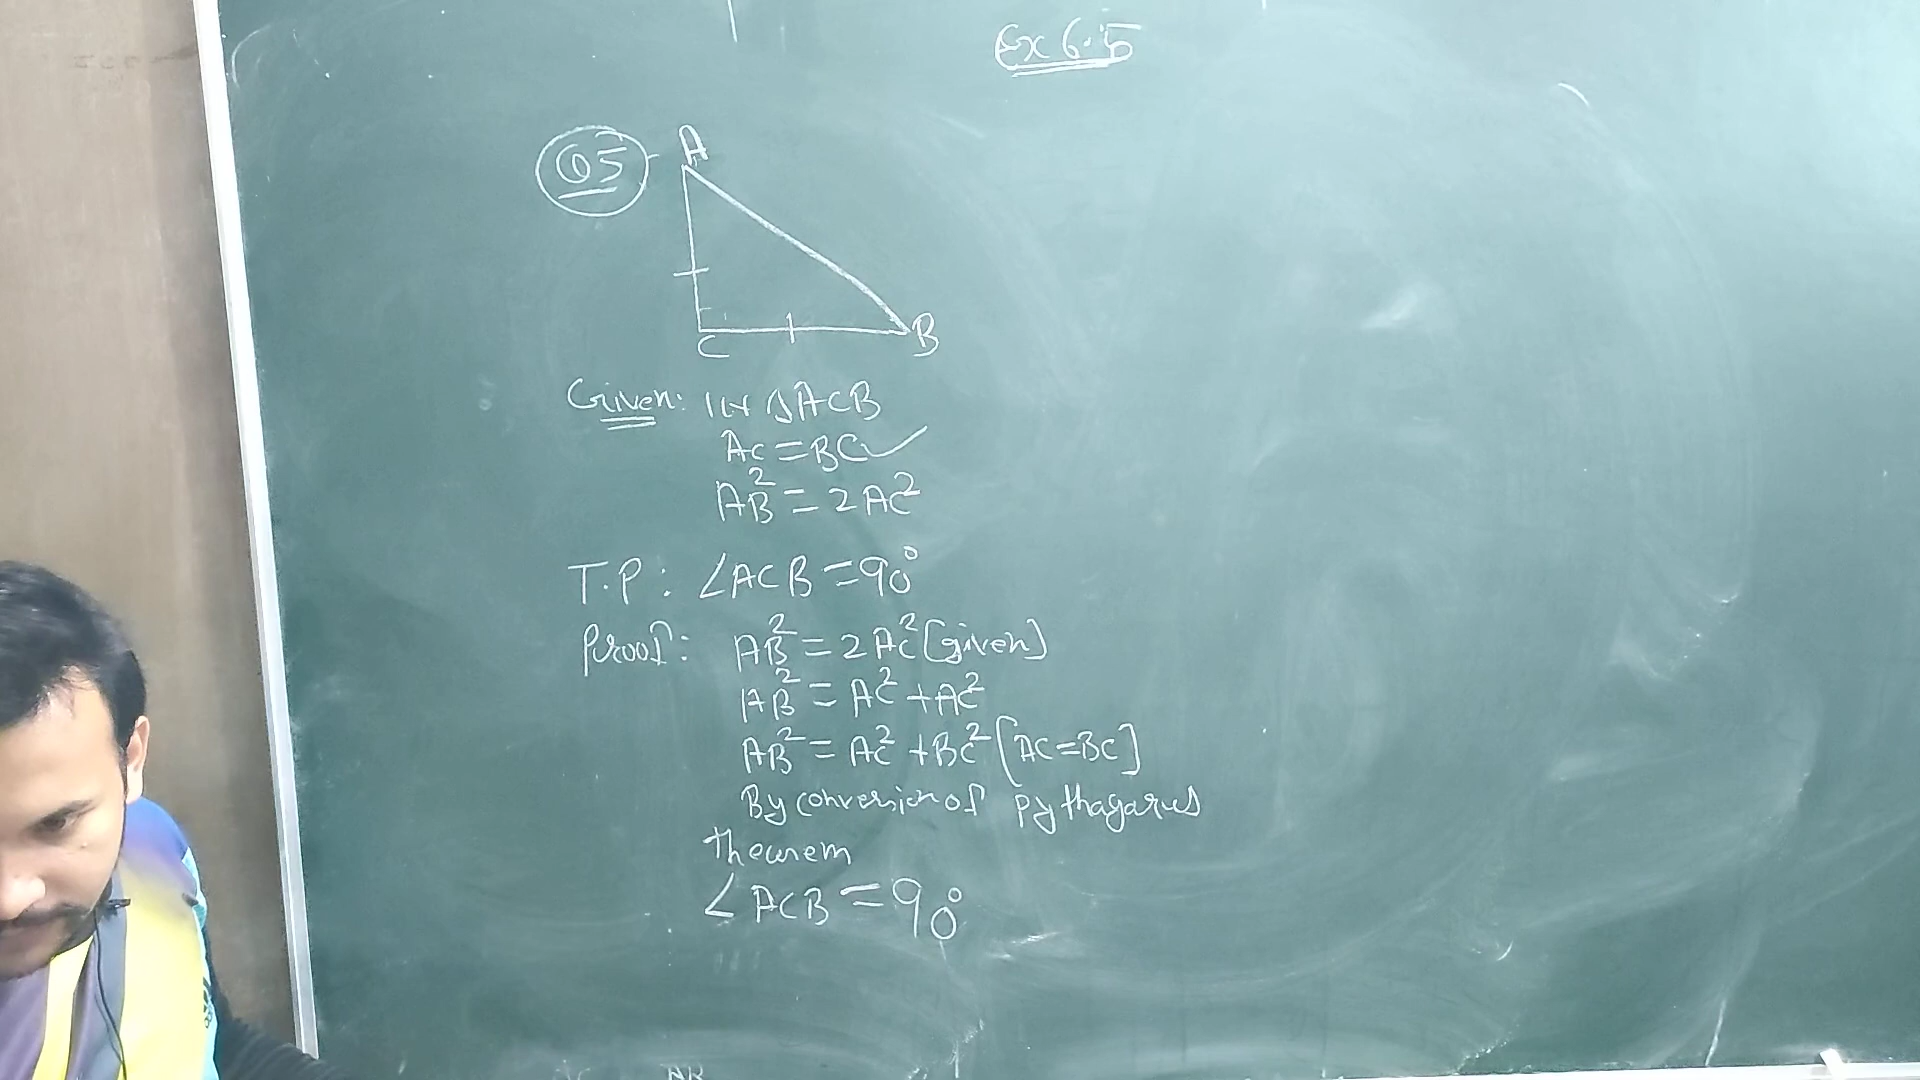 Ex 6.5
Q5
A
C
B
Given: In △ACB
AC = BC ✓
AB² = 2AC²
T.P: ∠ACB = 90°
Proof: AB² = 2AC² [given]
AB² = AC² + AC²
AB² = AC² + BC² [AC = BC]
By conversion of pythagarus
theorem
∠ACB = 90°